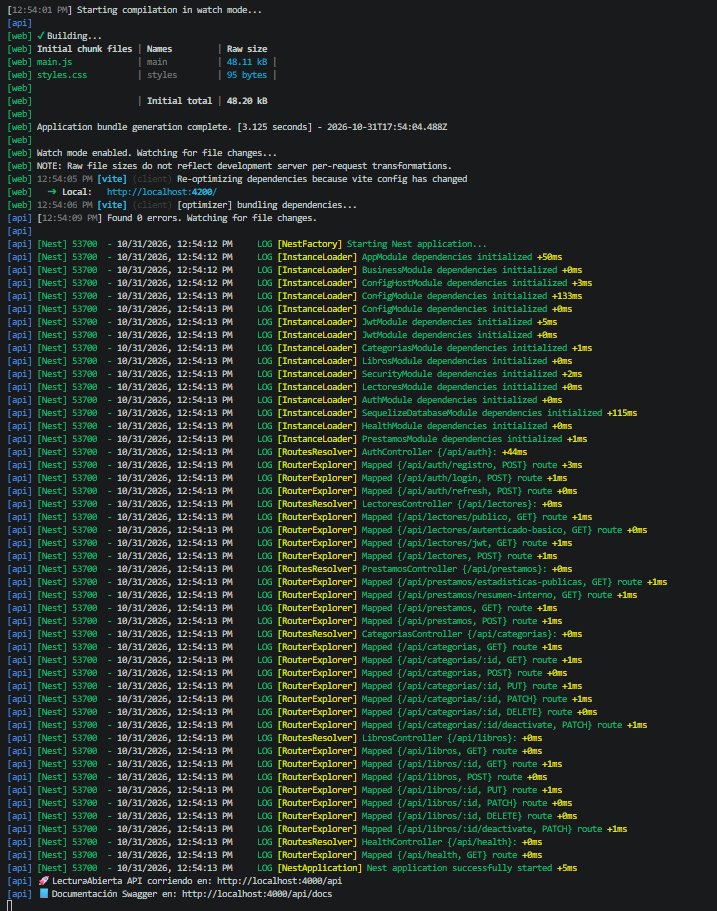 [12:54:01 PM] Starting compilation in watch mode...
[api]
[web] ✓ Building...
[web] Initial chunk files | Names | Raw size
[web] main.js | main | 48.11 kB |
[web] styles.css | styles | 95 bytes |
[web]
[web] | Initial total | 48.20 kB
[web]
[web] Application bundle generation complete. [3.125 seconds] - 2026-10-31T17:54:04.488Z
[web]
[web] Watch mode enabled. Watching for file changes...
[web] NOTE: Raw file sizes do not reflect development server per-request transformations.
[web] 12:54:05 PM [vite] (client) Re-optimizing dependencies because vite config has changed
[web] ➜ Local: http://localhost:4200/
[web] 12:54:06 PM [vite] (client) [optimizer] bundling dependencies...
[api] [12:54:09 PM] Found 0 errors. Watching for file changes.
[api]
[api] [Nest] 53700 - 10/31/2026, 12:54:12 PM LOG [NestFactory] Starting Nest application...
[api] [Nest] 53700 - 10/31/2026, 12:54:12 PM LOG [InstanceLoader] AppModule dependencies initialized +50ms
[api] [Nest] 53700 - 10/31/2026, 12:54:12 PM LOG [InstanceLoader] BusinessModule dependencies initialized +0ms
[api] [Nest] 53700 - 10/31/2026, 12:54:12 PM LOG [InstanceLoader] ConfigHostModule dependencies initialized +3ms
[api] [Nest] 53700 - 10/31/2026, 12:54:13 PM LOG [InstanceLoader] ConfigModule dependencies initialized +133ms
[api] [Nest] 53700 - 10/31/2026, 12:54:13 PM LOG [InstanceLoader] ConfigModule dependencies initialized +0ms
[api] [Nest] 53700 - 10/31/2026, 12:54:13 PM LOG [InstanceLoader] JwtModule dependencies initialized +5ms
[api] [Nest] 53700 - 10/31/2026, 12:54:13 PM LOG [InstanceLoader] JwtModule dependencies initialized +0ms
[api] [Nest] 53700 - 10/31/2026, 12:54:13 PM LOG [InstanceLoader] CategoriasModule dependencies initialized +1ms
[api] [Nest] 53700 - 10/31/2026, 12:54:13 PM LOG [InstanceLoader] LibrosModule dependencies initialized +0ms
[api] [Nest] 53700 - 10/31/2026, 12:54:13 PM LOG [InstanceLoader] SecurityModule dependencies initialized +2ms
[api] [Nest] 53700 - 10/31/2026, 12:54:13 PM LOG [InstanceLoader] LectoresModule dependencies initialized +0ms
[api] [Nest] 53700 - 10/31/2026, 12:54:13 PM LOG [InstanceLoader] AuthModule dependencies initialized +0ms
[api] [Nest] 53700 - 10/31/2026, 12:54:13 PM LOG [InstanceLoader] SequelizeDatabaseModule dependencies initialized +115ms
[api] [Nest] 53700 - 10/31/2026, 12:54:13 PM LOG [InstanceLoader] HealthModule dependencies initialized +0ms
[api] [Nest] 53700 - 10/31/2026, 12:54:13 PM LOG [InstanceLoader] PrestamosModule dependencies initialized +1ms
[api] [Nest] 53700 - 10/31/2026, 12:54:13 PM LOG [RoutesResolver] AuthController {/api/auth}: +44ms
[api] [Nest] 53700 - 10/31/2026, 12:54:13 PM LOG [RouterExplorer] Mapped {/api/auth/registro, POST} route +3ms
[api] [Nest] 53700 - 10/31/2026, 12:54:13 PM LOG [RouterExplorer] Mapped {/api/auth/login, POST} route +1ms
[api] [Nest] 53700 - 10/31/2026, 12:54:13 PM LOG [RouterExplorer] Mapped {/api/auth/refresh, POST} route +0ms
[api] [Nest] 53700 - 10/31/2026, 12:54:13 PM LOG [RoutesResolver] LectoresController {/api/lectores}: +0ms
[api] [Nest] 53700 - 10/31/2026, 12:54:13 PM LOG [RouterExplorer] Mapped {/api/lectores/publico, GET} route +1ms
[api] [Nest] 53700 - 10/31/2026, 12:54:13 PM LOG [RouterExplorer] Mapped {/api/lectores/autenticado-basico, GET} route +0ms
[api] [Nest] 53700 - 10/31/2026, 12:54:13 PM LOG [RouterExplorer] Mapped {/api/lectores/jwt, GET} route +1ms
[api] [Nest] 53700 - 10/31/2026, 12:54:13 PM LOG [RouterExplorer] Mapped {/api/lectores, POST} route +1ms
[api] [Nest] 53700 - 10/31/2026, 12:54:13 PM LOG [RoutesResolver] PrestamosController {/api/prestamos}: +0ms
[api] [Nest] 53700 - 10/31/2026, 12:54:13 PM LOG [RouterExplorer] Mapped {/api/prestamos/estadisticas-publicas, GET} route +1ms
[api] [Nest] 53700 - 10/31/2026, 12:54:13 PM LOG [RouterExplorer] Mapped {/api/prestamos/resumen-interno, GET} route +1ms
[api] [Nest] 53700 - 10/31/2026, 12:54:13 PM LOG [RouterExplorer] Mapped {/api/prestamos, GET} route +1ms
[api] [Nest] 53700 - 10/31/2026, 12:54:13 PM LOG [RouterExplorer] Mapped {/api/prestamos, POST} route +1ms
[api] [Nest] 53700 - 10/31/2026, 12:54:13 PM LOG [RoutesResolver] CategoriasController {/api/categorias}: +0ms
[api] [Nest] 53700 - 10/31/2026, 12:54:13 PM LOG [RouterExplorer] Mapped {/api/categorias, GET} route +1ms
[api] [Nest] 53700 - 10/31/2026, 12:54:13 PM LOG [RouterExplorer] Mapped {/api/categorias/:id, GET} route +1ms
[api] [Nest] 53700 - 10/31/2026, 12:54:13 PM LOG [RouterExplorer] Mapped {/api/categorias, POST} route +0ms
[api] [Nest] 53700 - 10/31/2026, 12:54:13 PM LOG [RouterExplorer] Mapped {/api/categorias/:id, PUT} route +1ms
[api] [Nest] 53700 - 10/31/2026, 12:54:13 PM LOG [RouterExplorer] Mapped {/api/categorias/:id, PATCH} route +1ms
[api] [Nest] 53700 - 10/31/2026, 12:54:13 PM LOG [RouterExplorer] Mapped {/api/categorias/:id, DELETE} route +0ms
[api] [Nest] 53700 - 10/31/2026, 12:54:13 PM LOG [RouterExplorer] Mapped {/api/categorias/:id/deactivate, PATCH} route +1ms
[api] [Nest] 53700 - 10/31/2026, 12:54:13 PM LOG [RoutesResolver] LibrosController {/api/libros}: +0ms
[api] [Nest] 53700 - 10/31/2026, 12:54:13 PM LOG [RouterExplorer] Mapped {/api/libros, GET} route +0ms
[api] [Nest] 53700 - 10/31/2026, 12:54:13 PM LOG [RouterExplorer] Mapped {/api/libros/:id, GET} route +1ms
[api] [Nest] 53700 - 10/31/2026, 12:54:13 PM LOG [RouterExplorer] Mapped {/api/libros, POST} route +0ms
[api] [Nest] 53700 - 10/31/2026, 12:54:13 PM LOG [RouterExplorer] Mapped {/api/libros/:id, PUT} route +1ms
[api] [Nest] 53700 - 10/31/2026, 12:54:13 PM LOG [RouterExplorer] Mapped {/api/libros/:id, PATCH} route +0ms
[api] [Nest] 53700 - 10/31/2026, 12:54:13 PM LOG [RouterExplorer] Mapped {/api/libros/:id, DELETE} route +0ms
[api] [Nest] 53700 - 10/31/2026, 12:54:13 PM LOG [RouterExplorer] Mapped {/api/libros/:id/deactivate, PATCH} route +1ms
[api] [Nest] 53700 - 10/31/2026, 12:54:13 PM LOG [RoutesResolver] HealthController {/api/health}: +0ms
[api] [Nest] 53700 - 10/31/2026, 12:54:13 PM LOG [RouterExplorer] Mapped {/api/health, GET} route +0ms
[api] [Nest] 53700 - 10/31/2026, 12:54:13 PM LOG [NestApplication] Nest application successfully started +5ms
[api] 🚀 LecturaAbierta API corriendo en: http://localhost:4000/api
[api] 📘 Documentación Swagger en: http://localhost:4000/api/docs